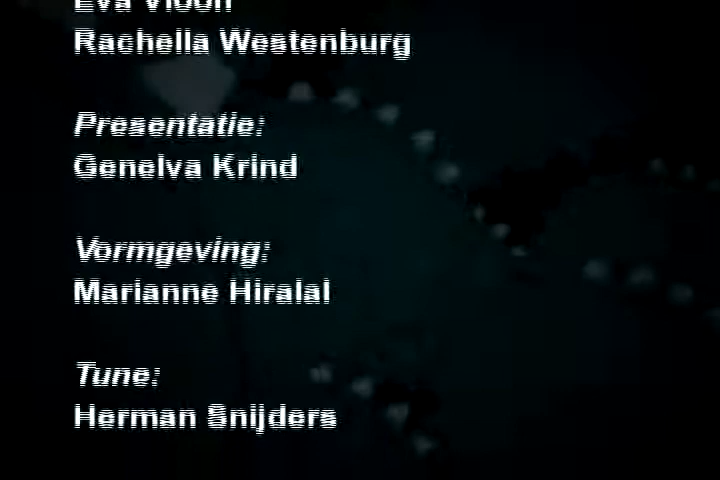 Rachella Westenburg
Presentatie:
Genelva Krind
Vormgeving:
Marianne Hiralal
Tune:
Herman Snijders